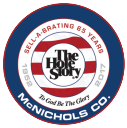 SELL-A-BRATING 65 YEARS
1952
2017
The
Hole
Story
To God Be The Glory
McNICHOLS CO.